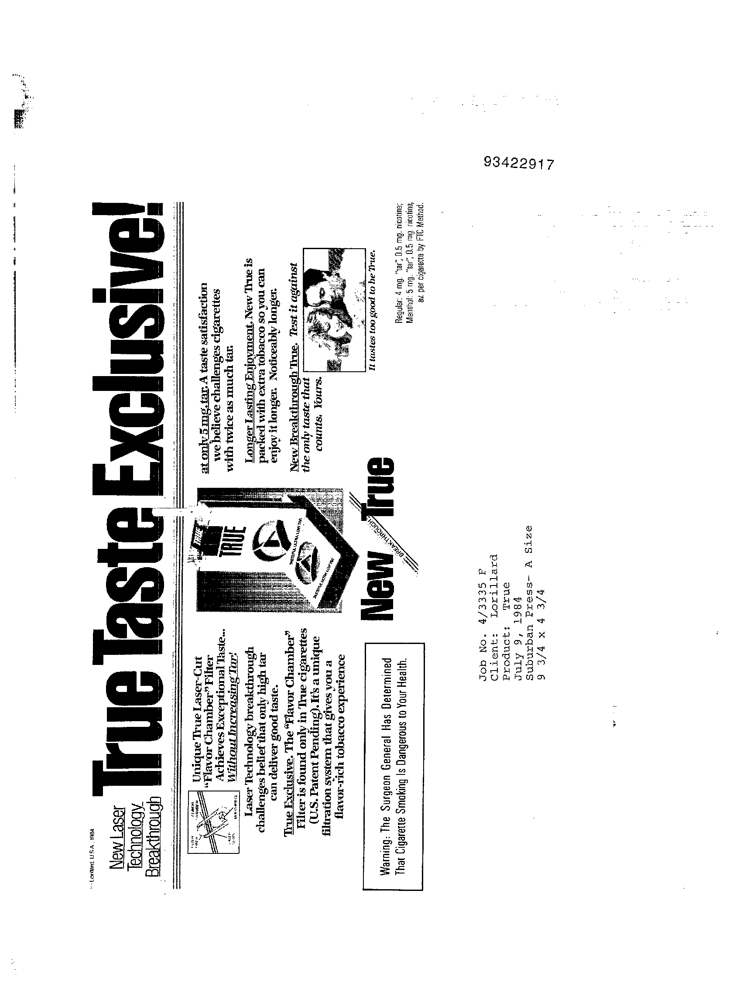 Lorillard, U.S.A., 1984
New Laser
Technology
Breakthrough
True Taste Exclusive!
Unique True Laser-Cut
"Flavor Chamber" Filter
Achieves Exceptional Taste...
Without Increasing Tar!
Laser Technology breakthrough
challenges belief that only high tar
can deliver good taste.
True Exclusive. The "Flavor Chamber"
Filter is found only in True cigarettes
(U.S. Patent Pending). It's a unique
filtration system that gives you a
flavor-rich tobacco experience
TRUE
BREAKTHROUGH
New True
at only 5 mg. tar. A taste satisfaction
we believe challenges cigarettes
with twice as much tar.
Longer Lasting Enjoyment. New True is
packed with extra tobacco so you can
enjoy it longer. Noticeably longer.
New Breakthrough True. Test it against
the only taste that
counts. Yours.
It tastes too good to be True.
Warning: The Surgeon General Has Determined
That Cigarette Smoking Is Dangerous to Your Health.
Regular: 4 mg. "tar", 0.5 mg. nicotine;
Menthol: 5 mg. "tar", 0.5 mg. nicotine,
av. per cigarette by FTC Method.
Job No. 4/3335 F
Client: Lorillard
Product: True
July 9, 1984
Suburban Press- A Size
9 3/4 x 4 3/4
93422917